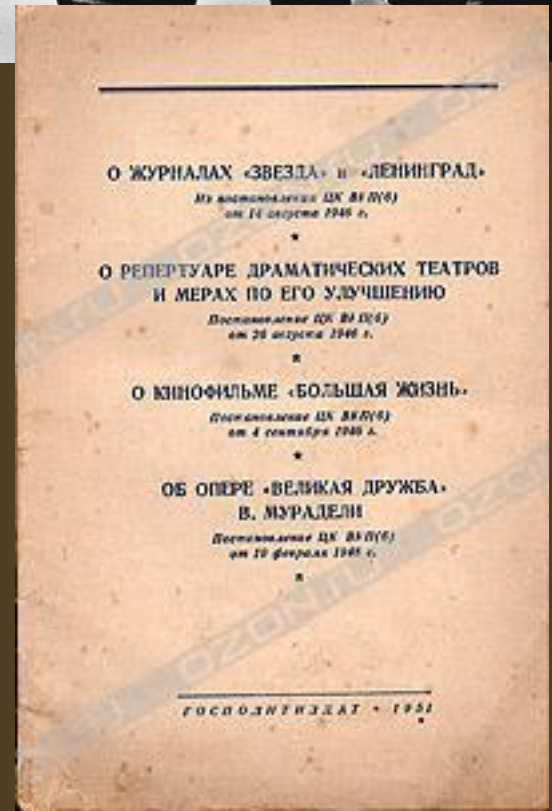 О ЖУРНАЛАХ «ЗВЕЗДА» и «ЛЕНИНГРАД»
Из постановления ЦК ВКП(б)
от 14 августа 1946 г.
О РЕПЕРТУАРЕ ДРАМАТИЧЕСКИХ ТЕАТРОВ
И МЕРАХ ПО ЕГО УЛУЧШЕНИЮ
Постановление ЦК ВКП(б)
от 26 августа 1946 г.
О КИНОФИЛЬМЕ «БОЛЬШАЯ ЖИЗНЬ»
Постановление ЦК ВКП(б)
от 4 сентября 1946 г.
ОБ ОПЕРЕ «ВЕЛИКАЯ ДРУЖБА»
В. МУРАДЕЛИ
Постановление ЦК ВКП(б)
от 10 февраля 1948 г.
ГОСПОЛИТИЗДАТ • 1951
OZON.RU